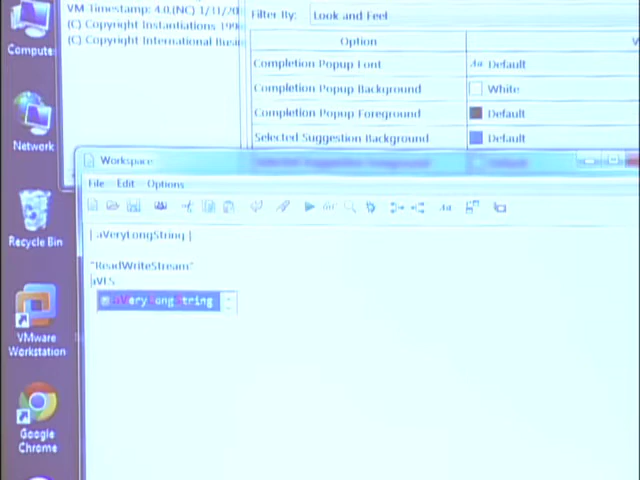 VM Timestamp: 4.0,(NC) 1/11/20
(C) Copyright Instantiations 199
(C) Copyright International Busi
Filter By: Look and Feel
Option
Completion Popup Font Aa Default
Completion Popup Background White
Completion Popup Foreground Default
Selected Suggestion Background Default
Computer
Network
Recycle Bin
VMware
Workstation
Google
Chrome
Workspace
File Edit Options
| aVeryLongString |
"ReadWriteStream"
aVLS
aVeryLongString